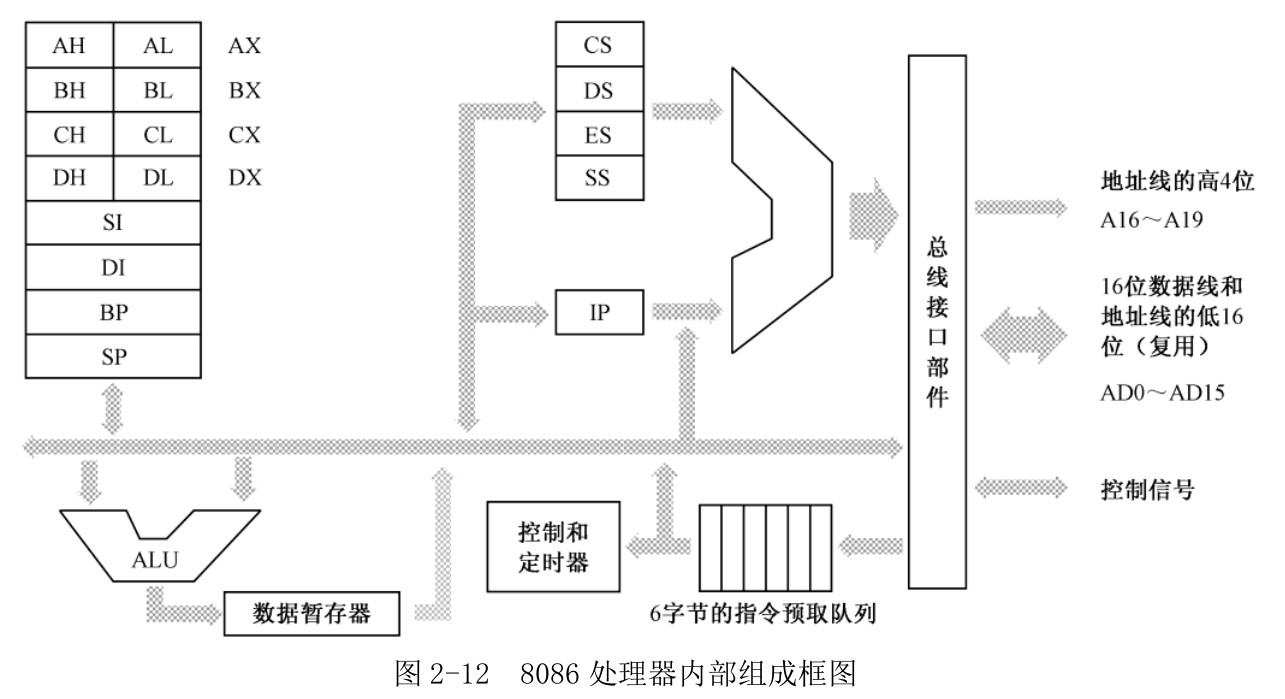 AH AL AX
BH BL BX
CH CL CX
DH DL DX
SI
DI
BP
SP
CS
DS
ES
SS
IP
总线接口部件
地址线的高4位
A16～A19
16位数据线和
地址线的低16
位（复用）
AD0～AD15
控制信号
ALU
数据暂存器
控制和
定时器
6字节的指令预取队列
图 2-12 8086 处理器内部组成框图